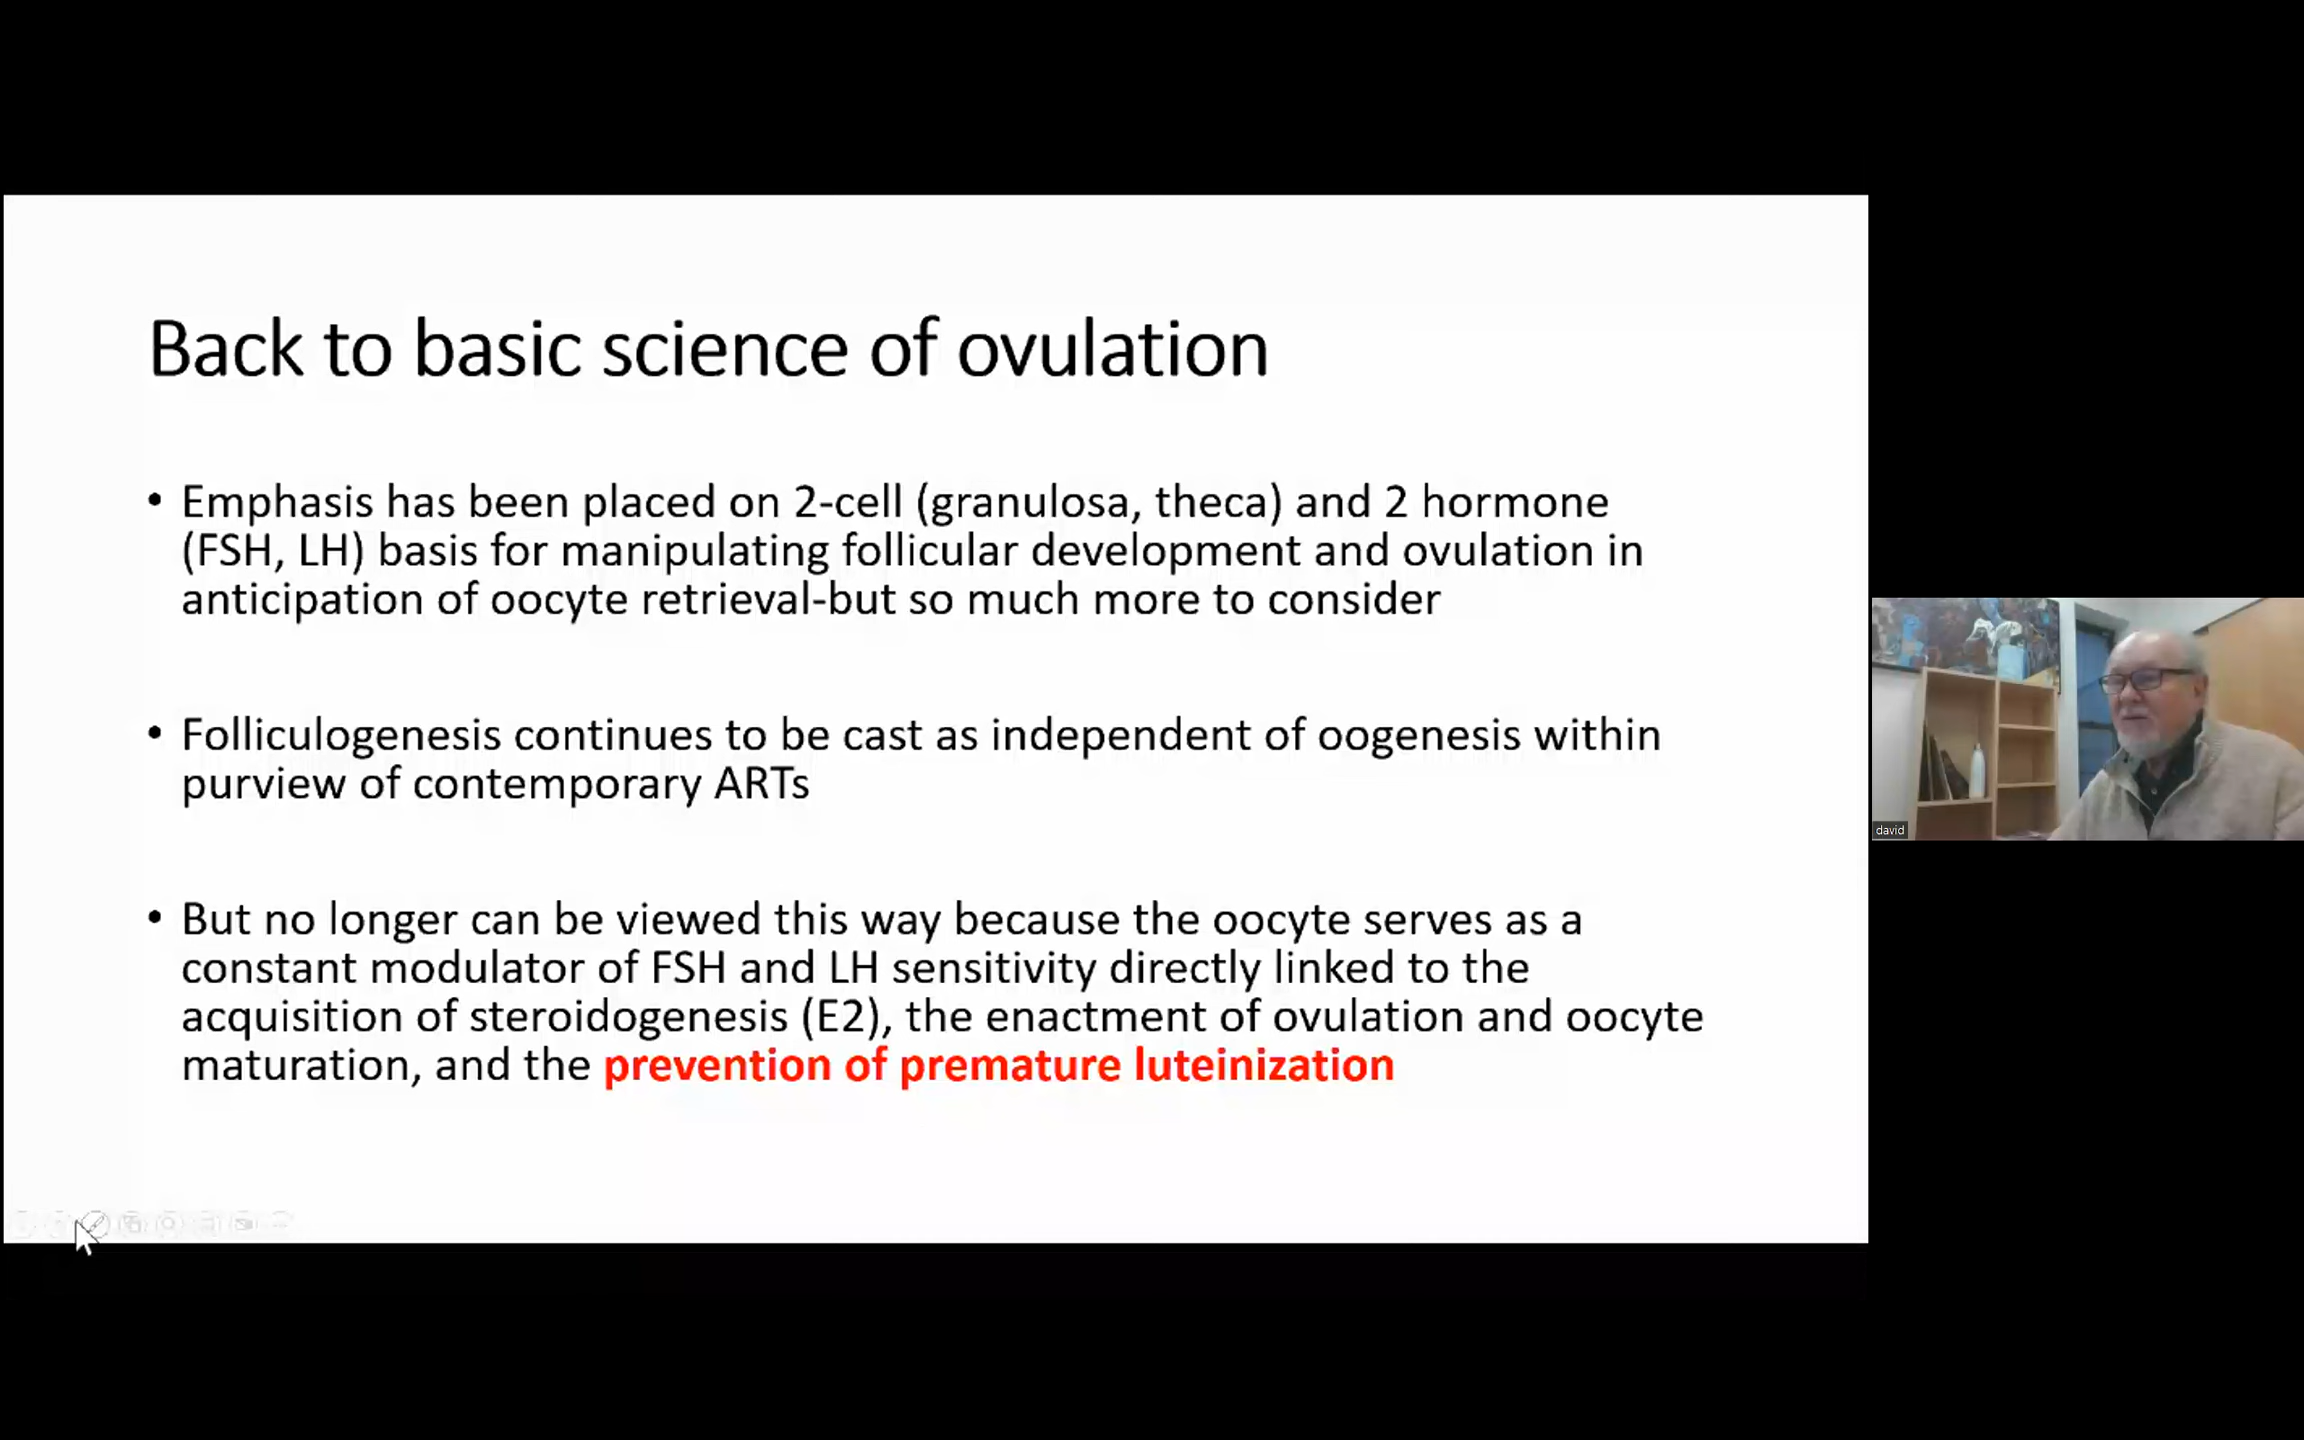 Back to basic science of ovulation
• Emphasis has been placed on 2-cell (granulosa, theca) and 2 hormone
(FSH, LH) basis for manipulating follicular development and ovulation in
anticipation of oocyte retrieval-but so much more to consider
• Folliculogenesis continues to be cast as independent of oogenesis within
purview of contemporary ARTs
• But no longer can be viewed this way because the oocyte serves as a
constant modulator of FSH and LH sensitivity directly linked to the
acquisition of steroidogenesis (E2), the enactment of ovulation and oocyte
maturation, and the prevention of premature luteinization
david